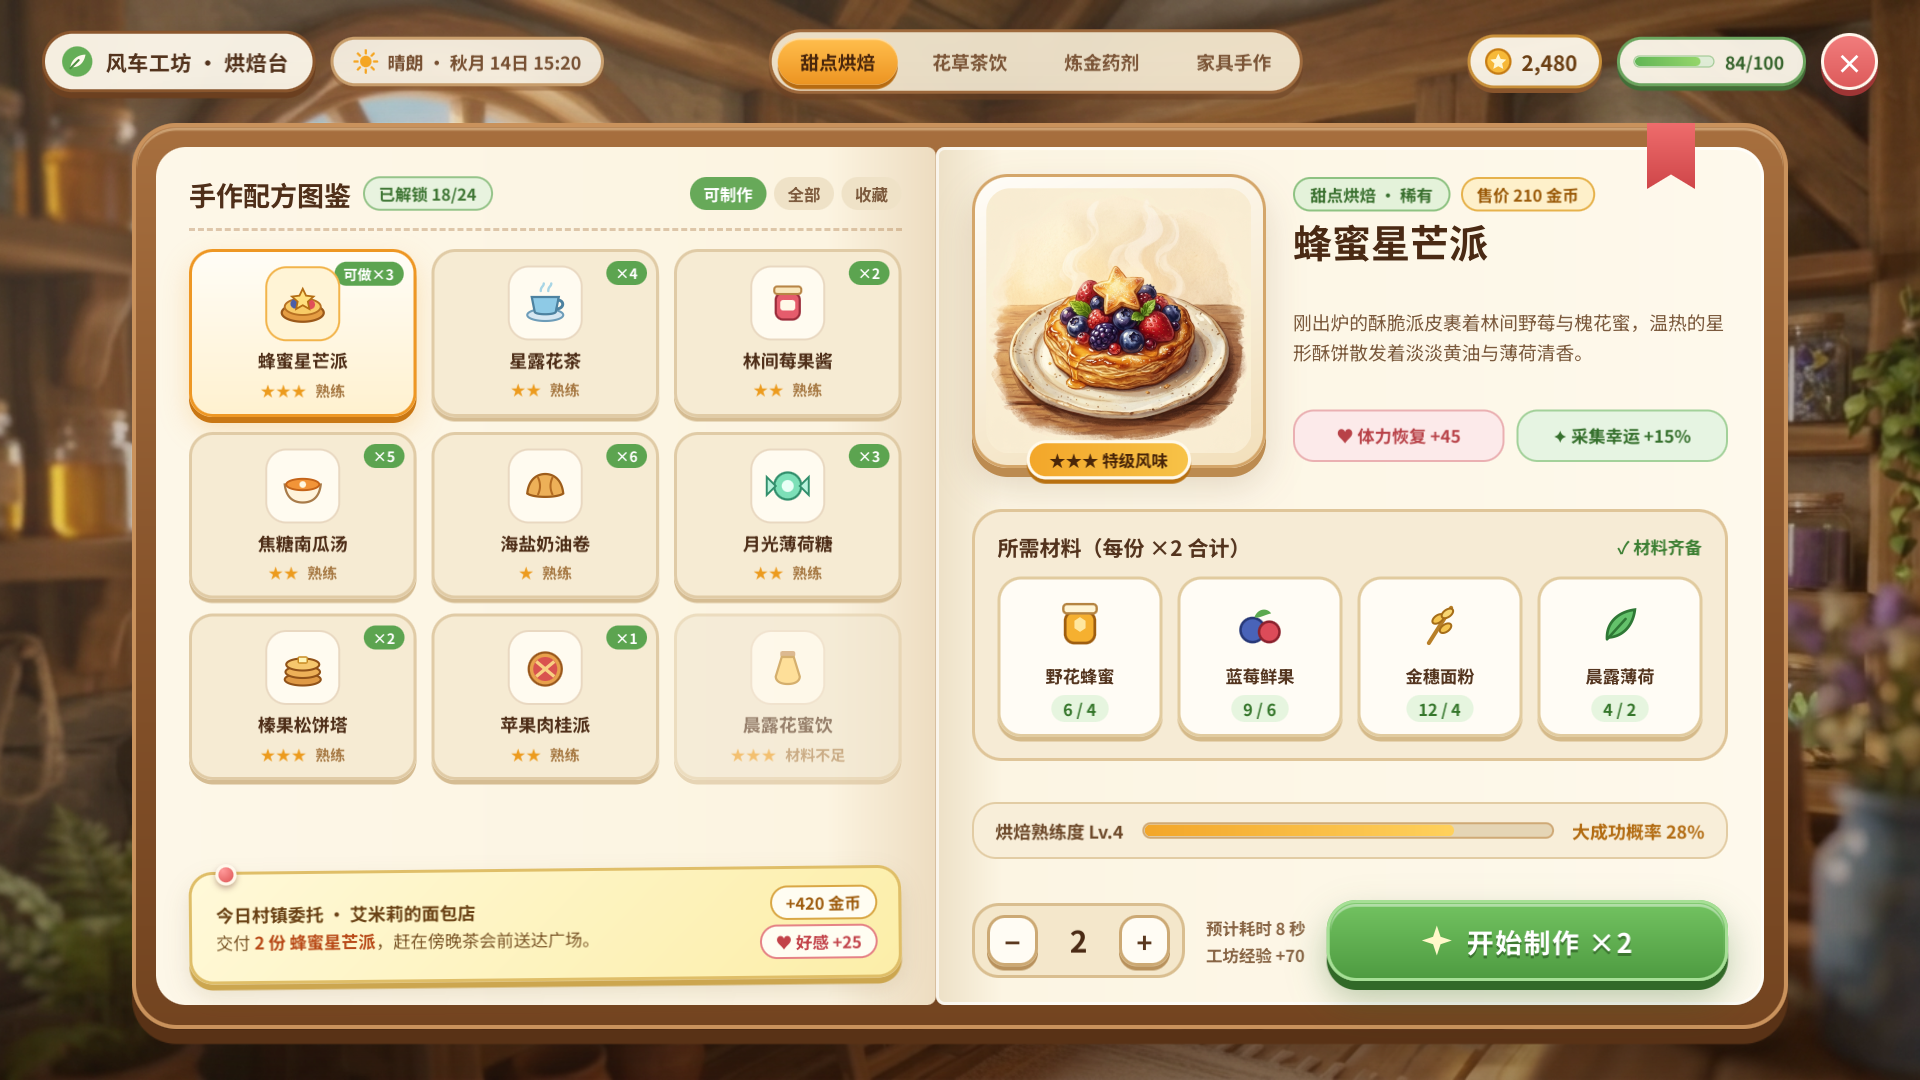 风车工坊 · 烘焙台
晴朗 · 秋月 14日 15:20
甜点烘焙
花草茶饮
炼金药剂
家具手作
2,480
84/100
手作配方图鉴
已解锁 18/24
可制作
全部
收藏
可做×3
蜂蜜星芒派
★★★ 熟练
×4
星露花茶
★★ 熟练
×2
林间莓果酱
★★ 熟练
×5
焦糖南瓜汤
★★ 熟练
×6
海盐奶油卷
★ 熟练
×3
月光薄荷糖
★★ 熟练
×2
榛果松饼塔
★★★ 熟练
×1
苹果肉桂派
★★ 熟练
晨露花蜜饮
★★★ 材料不足
今日村镇委托 · 艾米莉的面包店
交付 2 份 蜂蜜星芒派，赶在傍晚茶会前送达广场。
+420 金币
♥ 好感 +25
★★★ 特级风味
甜点烘焙 · 稀有
售价 210 金币
蜂蜜星芒派
刚出炉的酥脆派皮裹着林间野莓与槐花蜜，温热的星
形酥饼散发着淡淡黄油与薄荷清香。
♥ 体力恢复 +45
✦ 采集幸运 +15%
所需材料（每份 ×2 合计）
✓ 材料齐备
野花蜂蜜
6 / 4
蓝莓鲜果
9 / 6
金穗面粉
12 / 4
晨露薄荷
4 / 2
烘焙熟练度 Lv.4
大成功概率 28%
−
2
+
预计耗时 8 秒
工坊经验 +70
开始制作 ×2